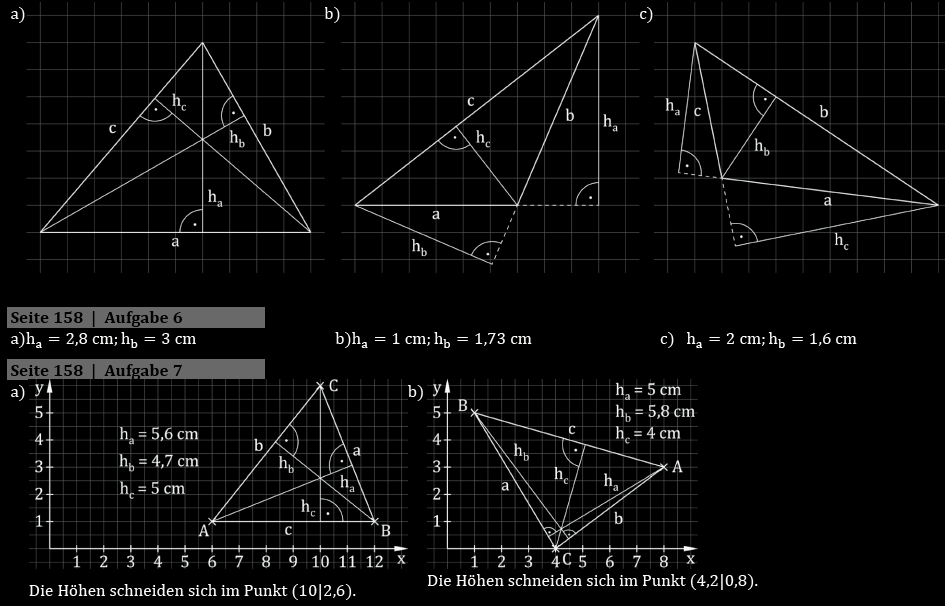 a)
b)
c)
c
h_c
h_b
b
h_a
a
c
h_c
b
h_a
a
h_b
h_a
c
b
h_b
a
h_c
Seite 158 | Aufgabe 6
a)h_a = 2,8 cm; h_b = 3 cm
b)h_a = 1 cm; h_b = 1,73 cm
c) h_a = 2 cm; h_b = 1,6 cm
Seite 158 | Aufgabe 7
a)
y
5
4
3
2
1
h_a = 5,6 cm
h_b = 4,7 cm
h_c = 5 cm
C
b
a
h_b
h_a
h_c
A
c
B
1 2 3 4 5 6 7 8 9 10 11 12 x
Die Höhen schneiden sich im Punkt (10|2,6).
b)
y
5
4
3
2
1
h_a = 5 cm
h_b = 5,8 cm
h_c = 4 cm
B
c
h_b
A
h_c
h_a
a
b
C
1 2 3 4 5 6 7 8 x
Die Höhen schneiden sich im Punkt (4,2|0,8).